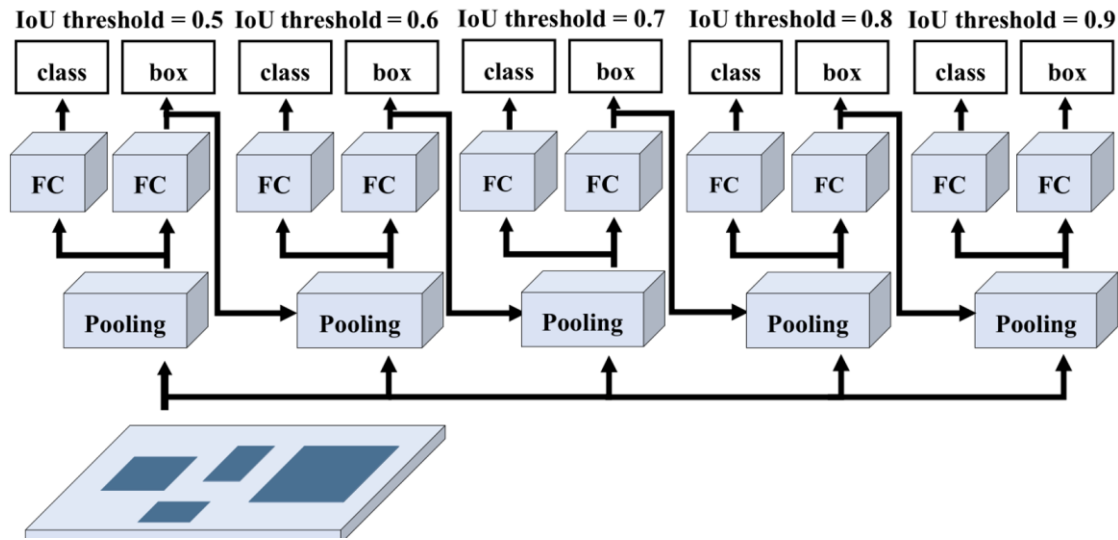 IoU threshold = 0.5 IoU threshold = 0.6 IoU threshold = 0.7 IoU threshold = 0.8 IoU threshold = 0.9
class box class box class box class box class box
FC FC FC FC FC FC FC FC FC FC
Pooling Pooling Pooling Pooling Pooling